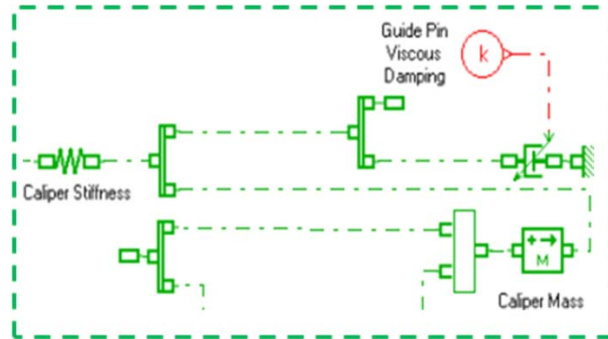 Guide Pin
Viscous
Damping
k
Caliper Stiffness
M
Caliper Mass